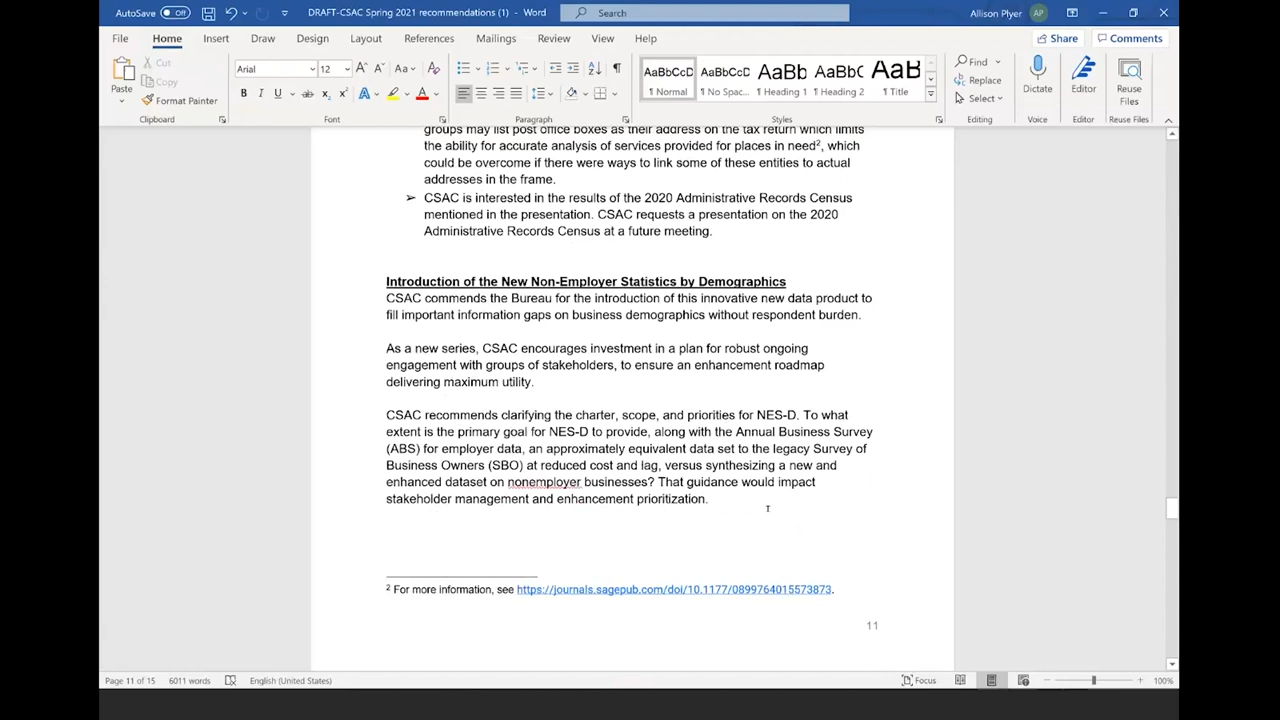 AutoSave Off DRAFT-CSAC Spring 2021 recommendations (1) - Word Search Allison Plyer AP
File Home Insert Draw Design Layout References Mailings Review View Help Share Comments
Paste Cut Copy Format Painter Clipboard
Arial 12 Font
Paragraph
AaBbCcD ¶ Normal AaBbCcD ¶ No Spac... AaBb ¶ Heading 1 AaBbC ¶ Heading 2 AaB ¶ Title Styles
Find Replace Select Editing
Dictate Voice
Editor Editor
Reuse Files Reuse Files
groups may list post office boxes as their address on the tax return which limits
the ability for accurate analysis of services provided for places in need², which
could be overcome if there were ways to link some of these entities to actual
addresses in the frame.
➢ CSAC is interested in the results of the 2020 Administrative Records Census
mentioned in the presentation. CSAC requests a presentation on the 2020
Administrative Records Census at a future meeting.
Introduction of the New Non-Employer Statistics by Demographics
CSAC commends the Bureau for the introduction of this innovative new data product to
fill important information gaps on business demographics without respondent burden.
As a new series, CSAC encourages investment in a plan for robust ongoing
engagement with groups of stakeholders, to ensure an enhancement roadmap
delivering maximum utility.
CSAC recommends clarifying the charter, scope, and priorities for NES-D. To what
extent is the primary goal for NES-D to provide, along with the Annual Business Survey
(ABS) for employer data, an approximately equivalent data set to the legacy Survey of
Business Owners (SBO) at reduced cost and lag, versus synthesizing a new and
enhanced dataset on nonemployer businesses? That guidance would impact
stakeholder management and enhancement prioritization.
² For more information, see https://journals.sagepub.com/doi/10.1177/0899764015573873.
11
Page 11 of 15 6011 words English (United States) Focus 100%